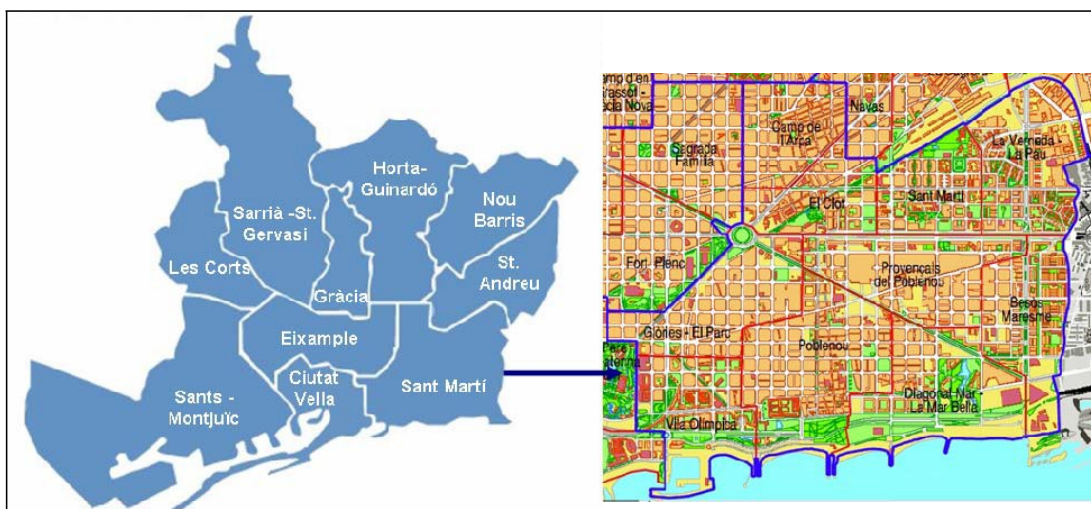 Horta-
Guinardó
Sarrià -St.
Gervasi
Nou
Barris
Les Corts
St.
Andreu
Gràcia
Eixample
Ciutat
Vella
Sant Martí
Sants -
Montjuïc
Navas
Camp de
l'Arpa
Sagrada
Família
La Verneda -
La Pau
Sant Martí
El Clot
Fort Pienc
Provençals
del Poblenou
Besòs
Maresme
Glòries - El Parc
Poblenou
Diagonal Mar -
La Mar Bella
Vila Olímpica